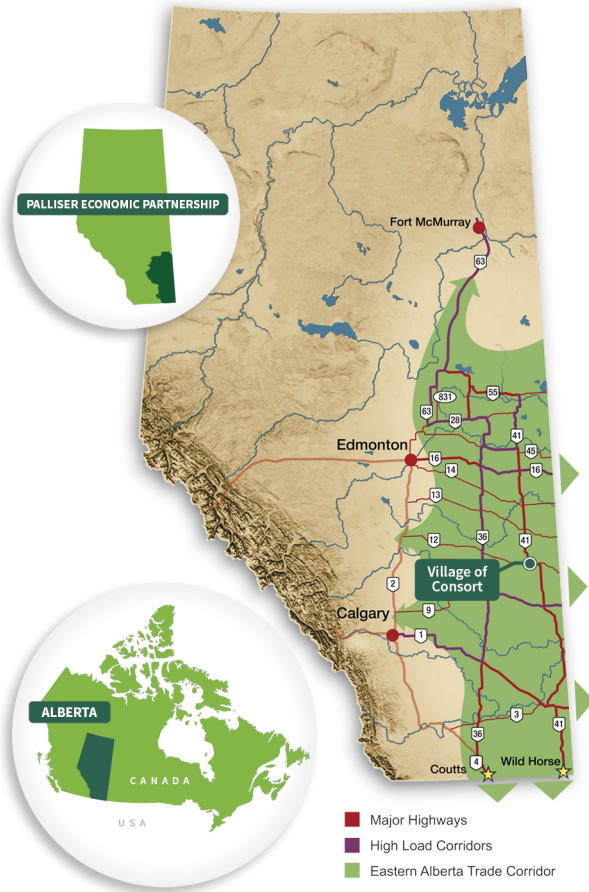 PALLISER ECONOMIC PARTNERSHIP
Fort McMurray
63
55
831
63
28
41
45
Edmonton
16
16
14
13
12
36
41
Village of
Consort
2
9
Calgary
1
3
36
41
4
Coutts
Wild Horse
ALBERTA
CANADA
USA
Major Highways
High Load Corridors
Eastern Alberta Trade Corridor